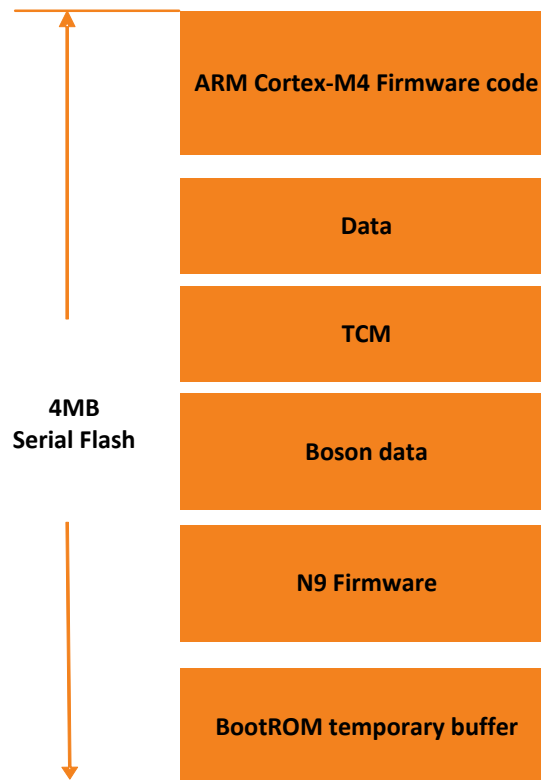 ARM Cortex-M4 Firmware code
Data
TCM
4MB
Serial Flash
Boson data
N9 Firmware
BootROM temporary buffer